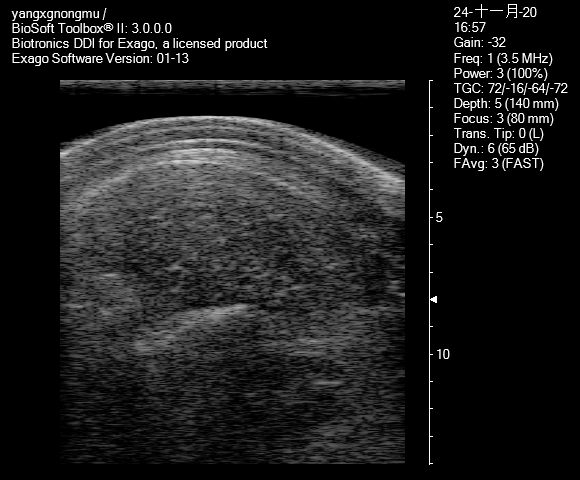 yangxgnongmu /
BioSoft Toolbox® II: 3.0.0.0
Biotronics DDI for Exago, a licensed product
Exago Software Version: 01-13
24-十一月-20
16:57
Gain: -32
Freq: 1 (3.5 MHz)
Power: 3 (100%)
TGC: 72/-16/-64/-72
Depth: 5 (140 mm)
Focus: 3 (80 mm)
Trans. Tip: 0 (L)
Dyn.: 6 (65 dB)
FAvg: 3 (FAST)
5
10